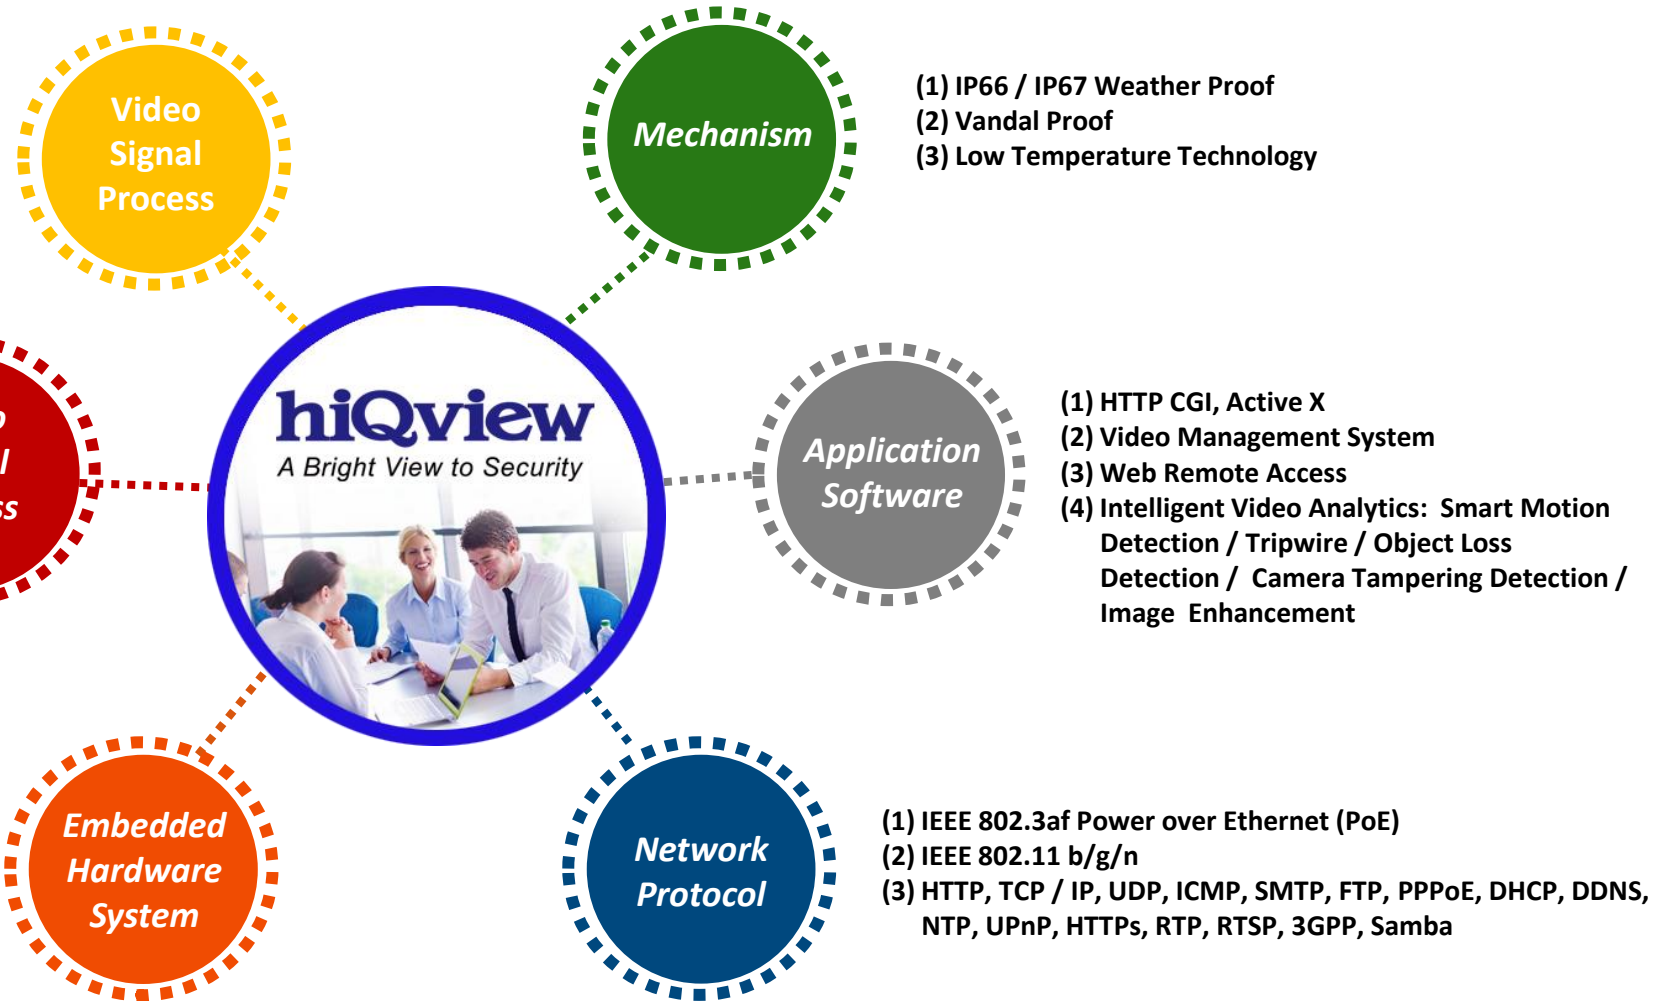 Video
Signal
Process
Mechanism
(1) IP66 / IP67 Weather Proof
(2) Vandal Proof
(3) Low Temperature Technology
hiQview
A Bright View to Security
Application
Software
(1) HTTP CGI, Active X
(2) Video Management System
(3) Web Remote Access
(4) Intelligent Video Analytics:  Smart Motion
Detection / Tripwire / Object Loss
Detection /  Camera Tampering Detection /
Image  Enhancement
Embedded
Hardware
System
Network
Protocol
(1) IEEE 802.3af Power over Ethernet (PoE)
(2) IEEE 802.11 b/g/n
(3) HTTP, TCP / IP, UDP, ICMP, SMTP, FTP, PPPoE, DHCP, DDNS,
NTP, UPnP, HTTPs, RTP, RTSP, 3GPP, Samba